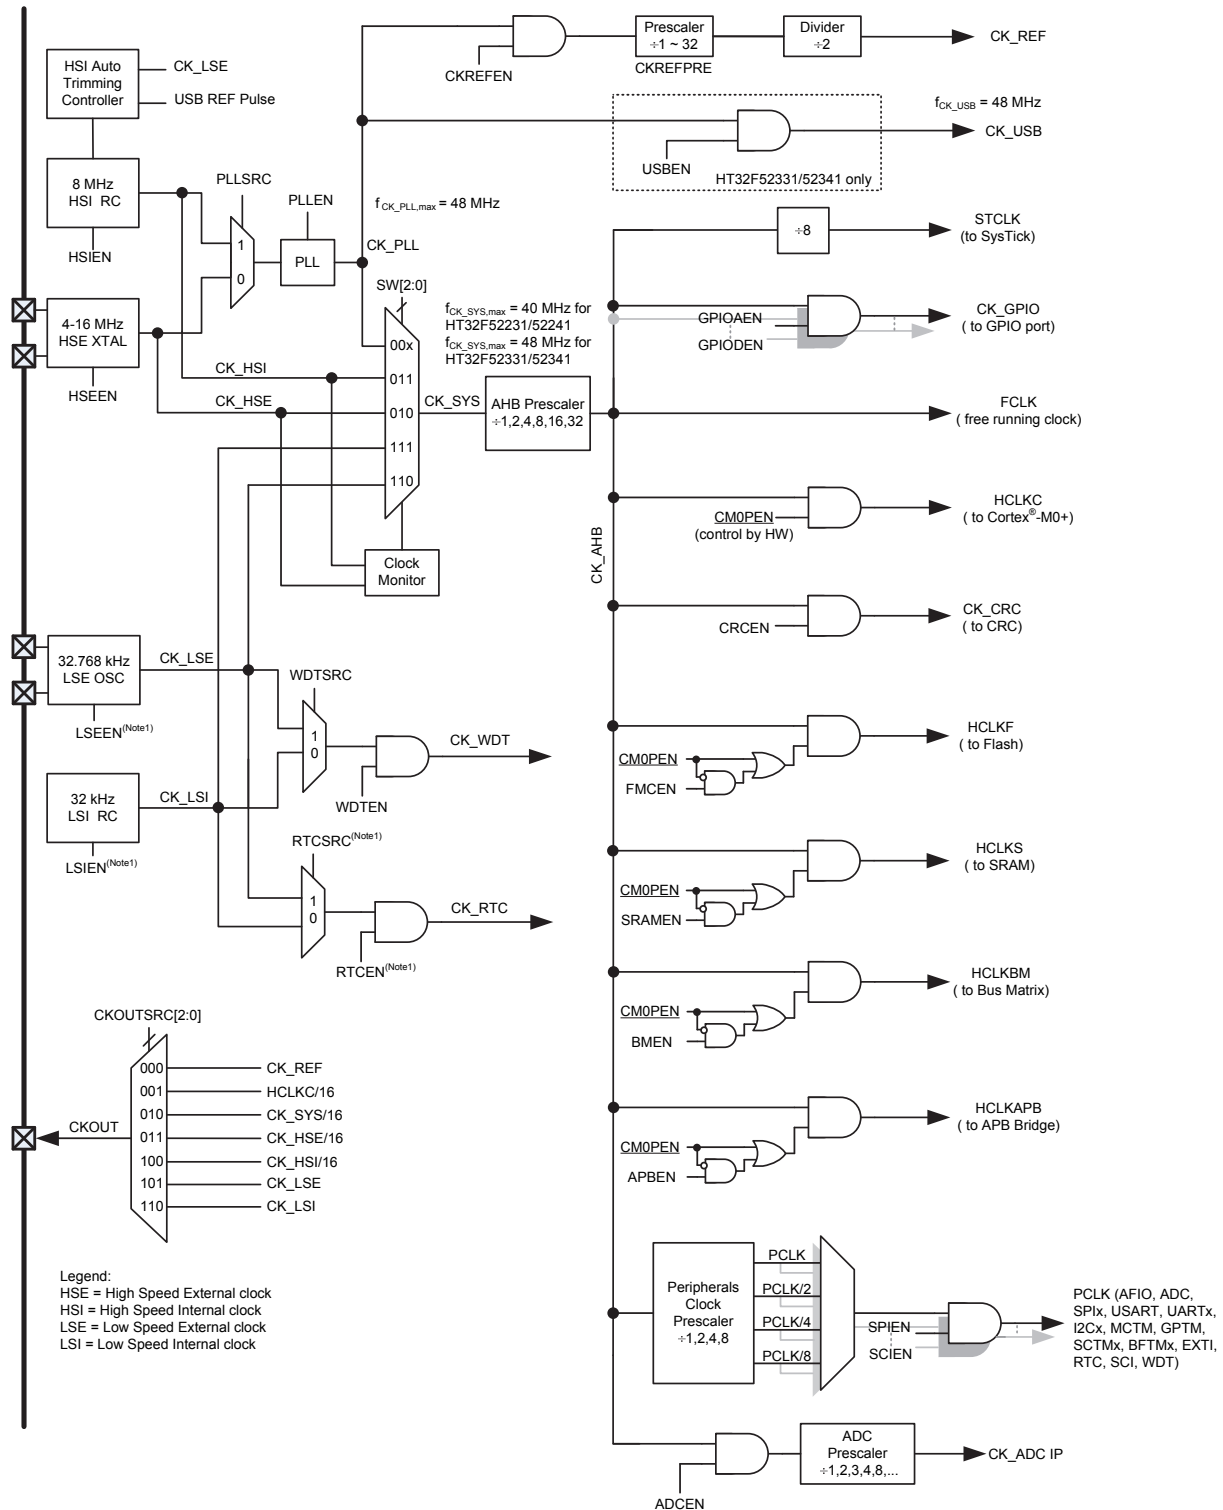 HSI Auto
Trimming
Controller
CK_LSE
USB REF Pulse
CKREFEN
Prescaler
÷1 ~ 32
CKREFPRE
Divider
÷2
CK_REF
fCK_USB = 48 MHz
CK_USB
USBEN
HT32F52331/52341 only
8 MHz
HSI RC
HSIEN
PLLSRC
1
0
PLLEN
PLL
fCK_PLL,max = 48 MHz
CK_PLL
÷8
STCLK
(to SysTick)
4-16 MHz
HSE XTAL
HSEEN
SW[2:0]
fCK_SYS,max = 40 MHz for
HT32F52231/52241
fCK_SYS,max = 48 MHz for
HT32F52331/52341
GPIOAEN
GPIODEN
CK_GPIO
( to GPIO port)
CK_HSI
CK_HSE
00x
011
010
111
110
CK_SYS
AHB Prescaler
÷1,2,4,8,16,32
FCLK
( free running clock)
Clock
Monitor
CK_AHB
CM0PEN
(control by HW)
HCLKC
( to Cortex®-M0+)
CRCEN
CK_CRC
( to CRC)
32.768 kHz
LSE OSC
LSEEN(Note1)
CK_LSE
WDTSRC
1
0
WDTEN
CK_WDT
CM0PEN
FMCEN
HCLKF
( to Flash)
32 kHz
LSI RC
LSIEN(Note1)
CK_LSI
RTCSRC(Note1)
1
0
RTCEN(Note1)
CK_RTC
CM0PEN
SRAMEN
HCLKS
( to SRAM)
CM0PEN
BMEN
HCLKBM
( to Bus Matrix)
CKOUTSRC[2:0]
CKOUT
000
CK_REF
001
HCLKC/16
010
CK_SYS/16
011
CK_HSE/16
100
CK_HSI/16
101
CK_LSE
110
CK_LSI
CM0PEN
APBEN
HCLKAPB
( to APB Bridge)
Legend:
HSE = High Speed External clock
HSI = High Speed Internal clock
LSE = Low Speed External clock
LSI = Low Speed Internal clock
Peripherals
Clock
Prescaler
÷1,2,4,8
PCLK
PCLK/2
PCLK/4
PCLK/8
SPIEN
SCIEN
PCLK (AFIO, ADC,
SPIx, USART, UARTx,
I2Cx, MCTM, GPTM,
SCTMx, BFTMx, EXTI,
RTC, SCI, WDT)
ADCEN
ADC
Prescaler
÷1,2,3,4,8,...
CK_ADC IP